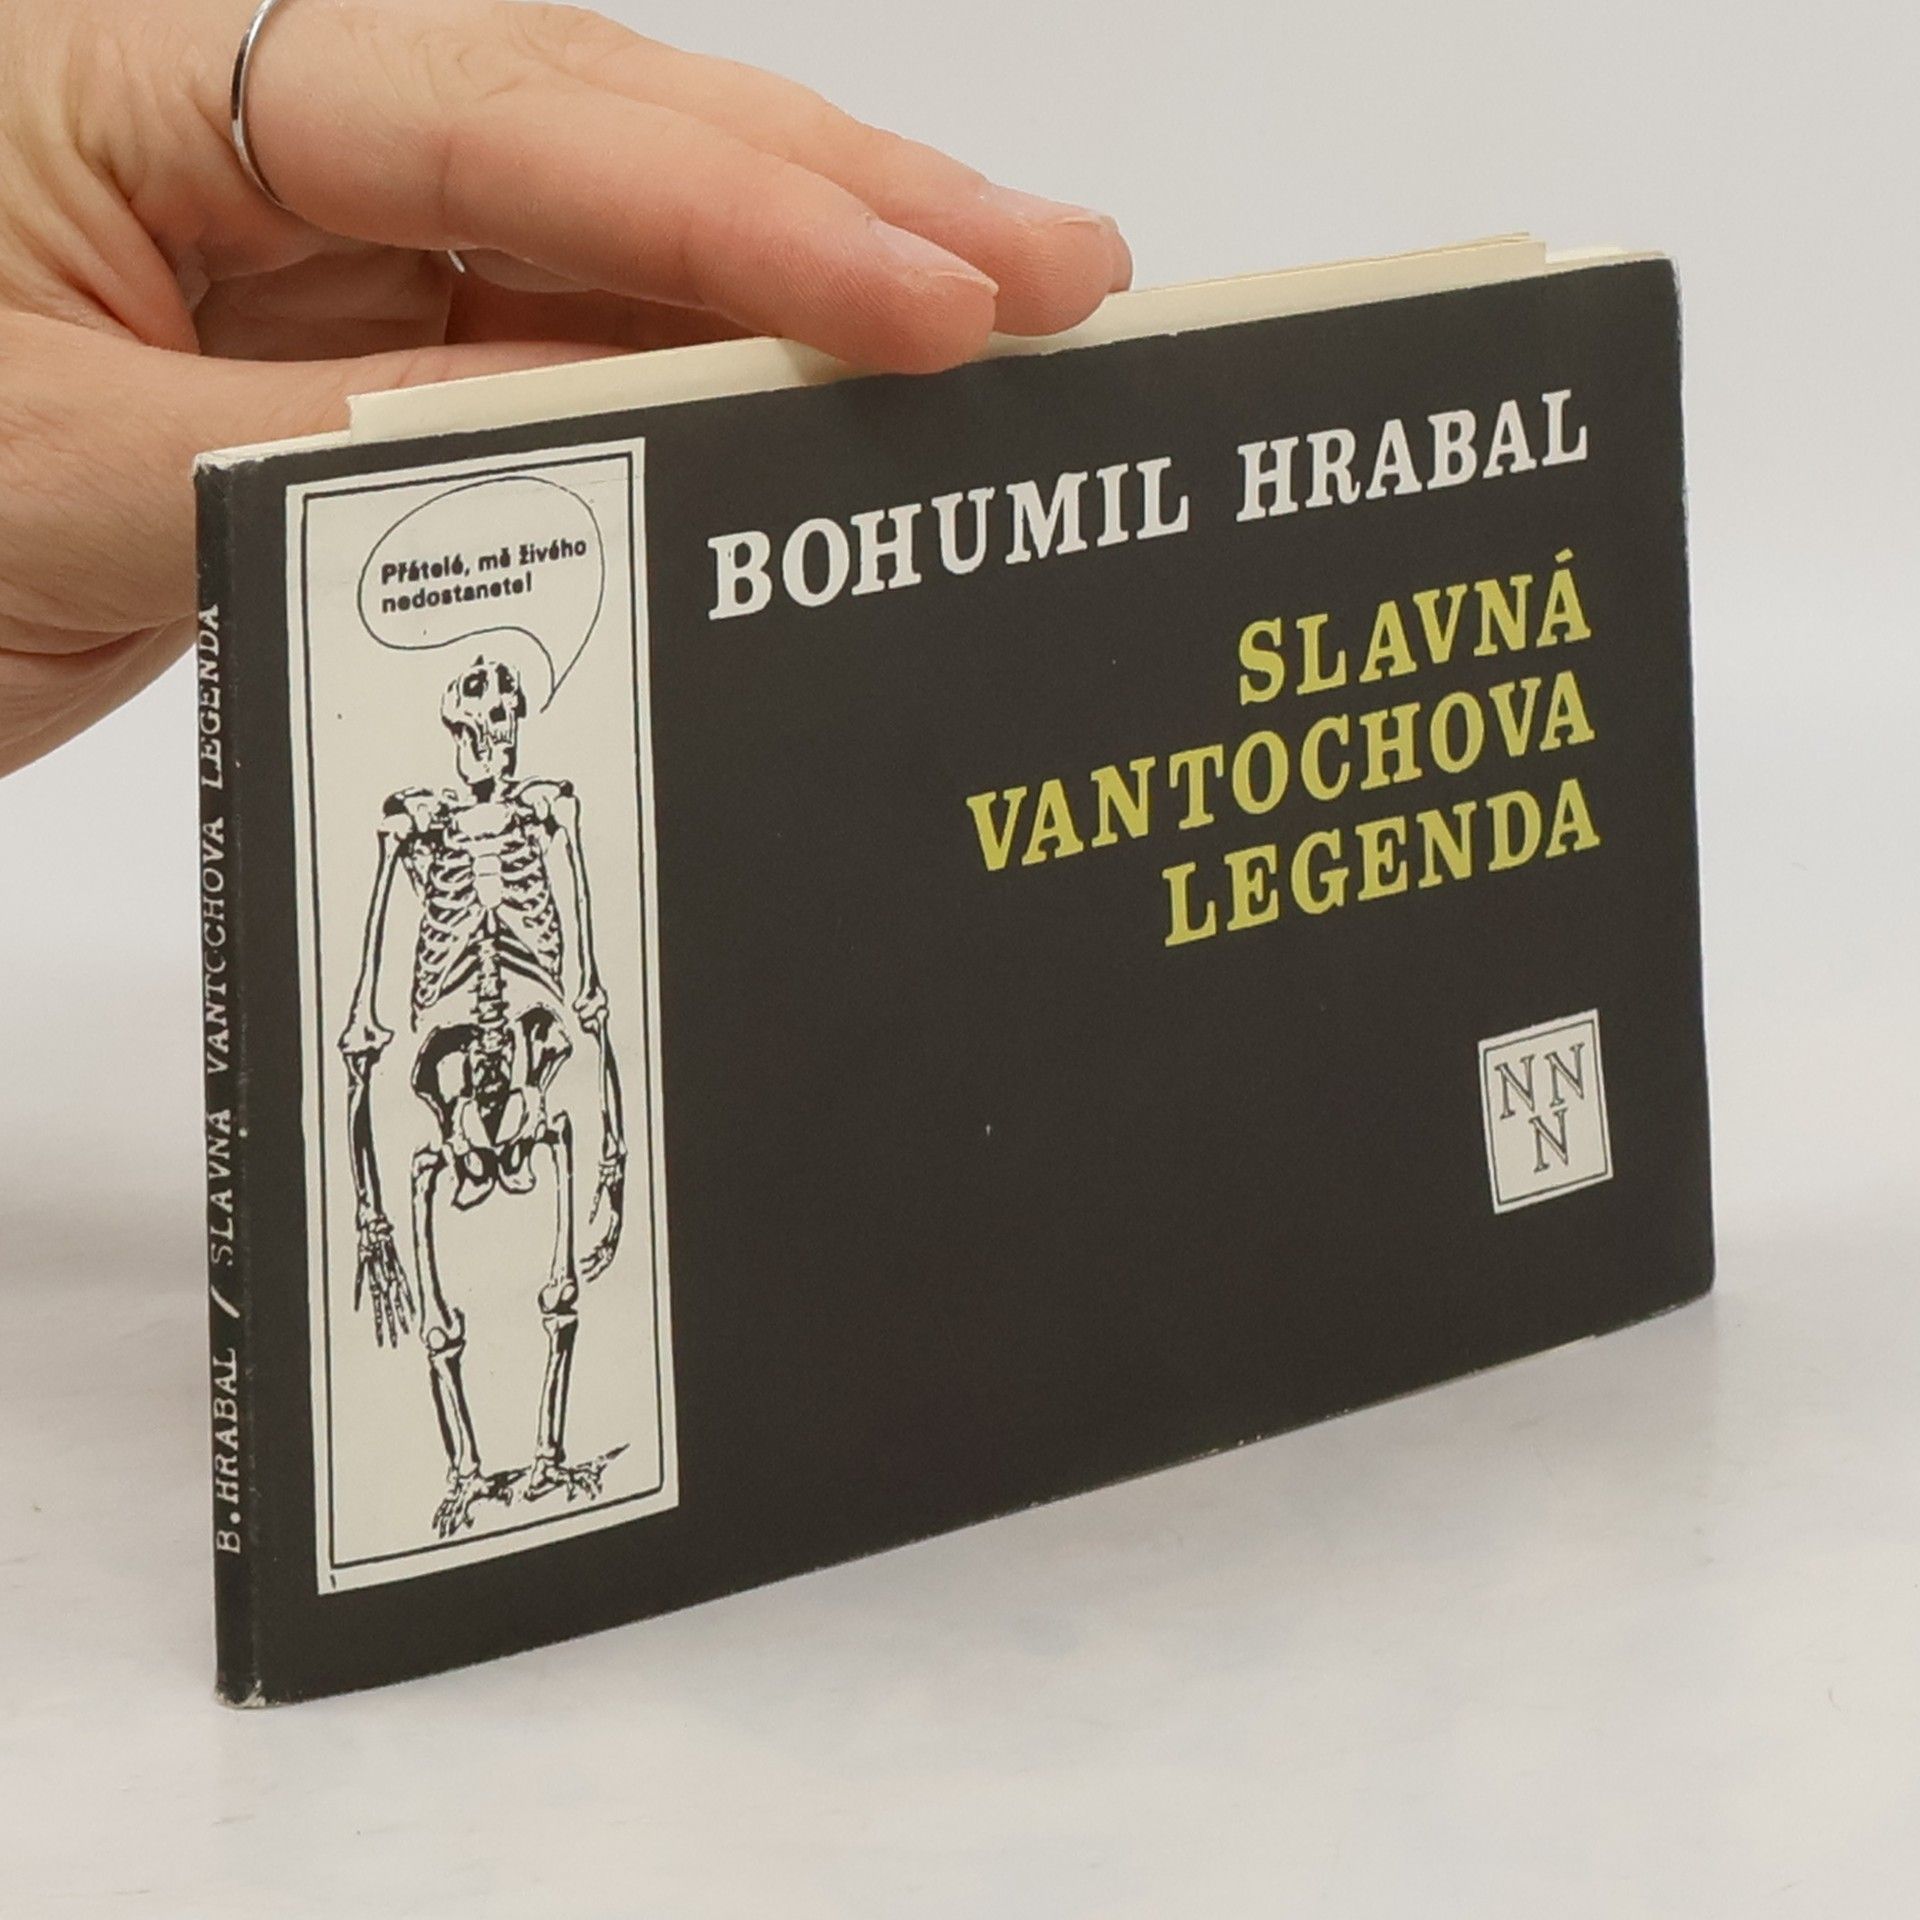 Přátelé, mě živého
nedostanete!
BOHUMIL HRABAL
SLAVNÁ
VANTOCHOVA
LEGENDA
NN
N
B. HRABAL / SLAVNÁ VANTOCHOVA LEGENDA